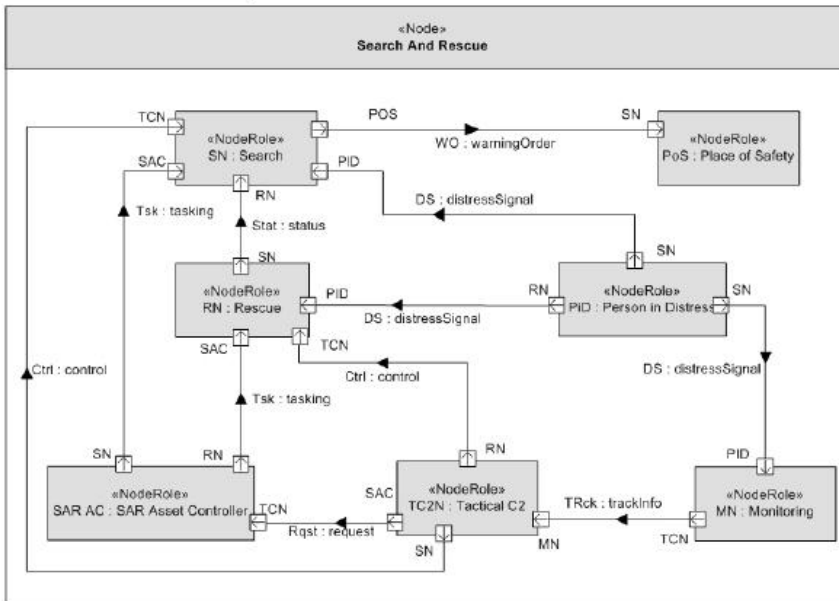 «Node»
Search And Rescue
TCN
«NodeRole»
SN : Search
SAC
RN
POS
WO : warningOrder
SN
«NodeRole»
PoS : Place of Safety
PID
DS : distressSignal
Tsk : tasking
Stat : status
SN
«NodeRole»
RN : Rescue
PID
DS : distressSignal
RN
SN
«NodeRole»
PiD : Person in Distress
SN
SAC
TCN
Ctrl : control
Ctrl : control
DS : distressSignal
Tsk : tasking
SN
RN
RN
PID
«NodeRole»
SAR AC : SAR Asset Controller
TCN
SAC
Rqst : request
«NodeRole»
TC2N : Tactical C2
SN
MN
TRck : trackInfo
«NodeRole»
MN : Monitoring
TCN